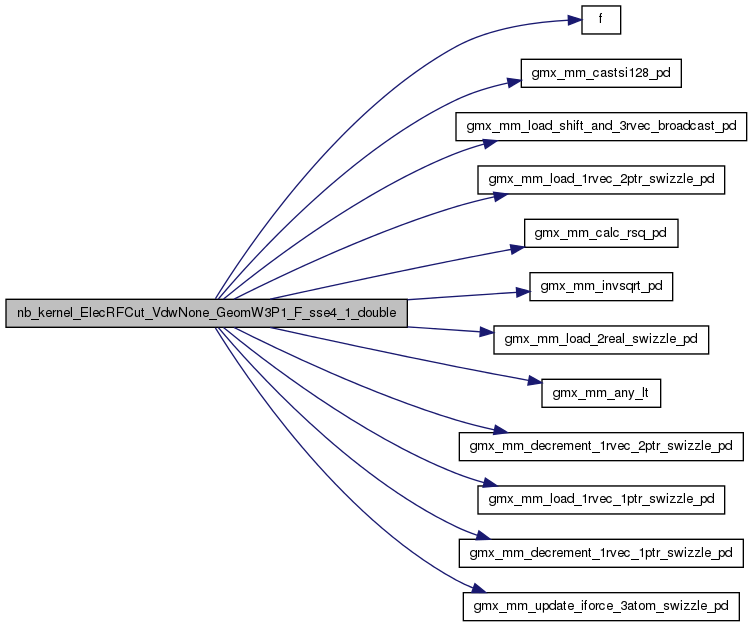 f
gmx_mm_castsi128_pd
gmx_mm_load_shift_and_3rvec_broadcast_pd
gmx_mm_load_1rvec_2ptr_swizzle_pd
gmx_mm_calc_rsq_pd
gmx_mm_invsqrt_pd
nb_kernel_ElecRFCut_VdwNone_GeomW3P1_F_sse4_1_double
gmx_mm_load_2real_swizzle_pd
gmx_mm_any_lt
gmx_mm_decrement_1rvec_2ptr_swizzle_pd
gmx_mm_load_1rvec_1ptr_swizzle_pd
gmx_mm_decrement_1rvec_1ptr_swizzle_pd
gmx_mm_update_iforce_3atom_swizzle_pd